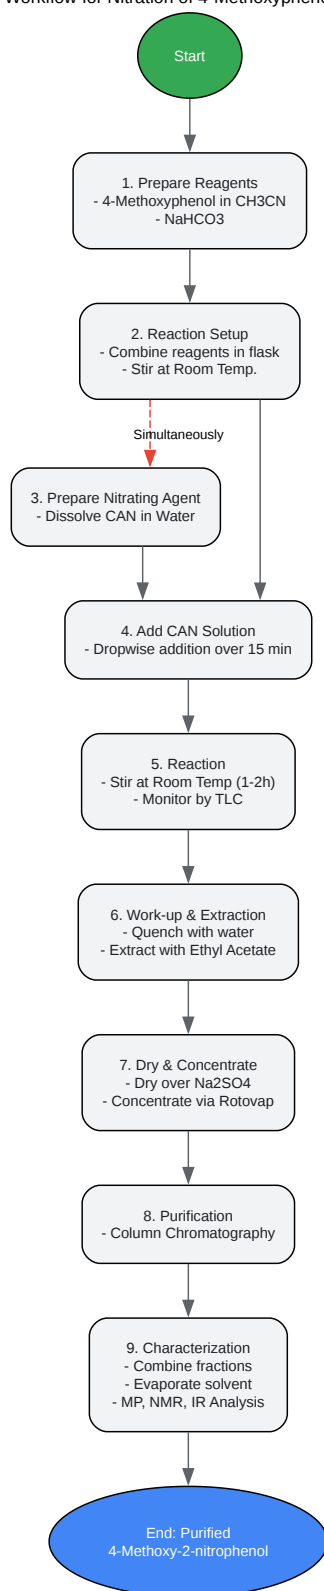 Workflow for Nitration of 4-Methoxypheno
Start
1. Prepare Reagents
- 4-Methoxyphenol in CH3CN
- NaHCO3
2. Reaction Setup
- Combine reagents in flask
- Stir at Room Temp.
Simultaneously
3. Prepare Nitrating Agent
- Dissolve CAN in Water
4. Add CAN Solution
- Dropwise addition over 15 min
5. Reaction
- Stir at Room Temp (1-2h)
- Monitor by TLC
6. Work-up & Extraction
- Quench with water
- Extract with Ethyl Acetate
7. Dry & Concentrate
- Dry over Na2SO4
- Concentrate via Rotovap
8. Purification
- Column Chromatography
9. Characterization
- Combine fractions
- Evaporate solvent
- MP, NMR, IR Analysis
End: Purified
4-Methoxy-2-nitrophenol